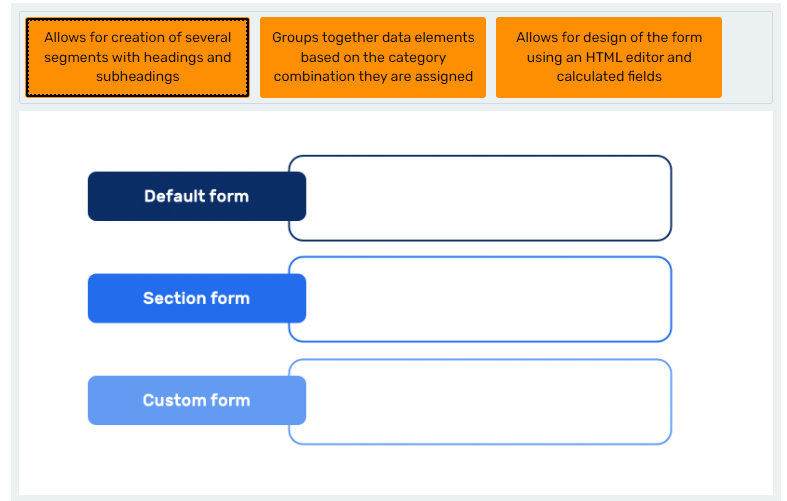 Allows for creation of several
segments with headings and
subheadings
Groups together data elements
based on the category
combination they are assigned
Allows for design of the form
using an HTML editor and
calculated fields
Default form
Section form
Custom form